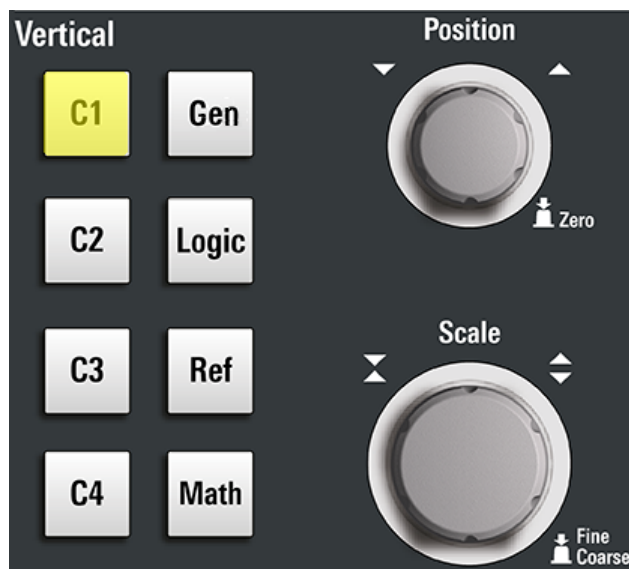 Vertical
Position
C1
Gen
Zero
C2
Logic
Scale
C3
Ref
C4
Math
Fine
Coarse